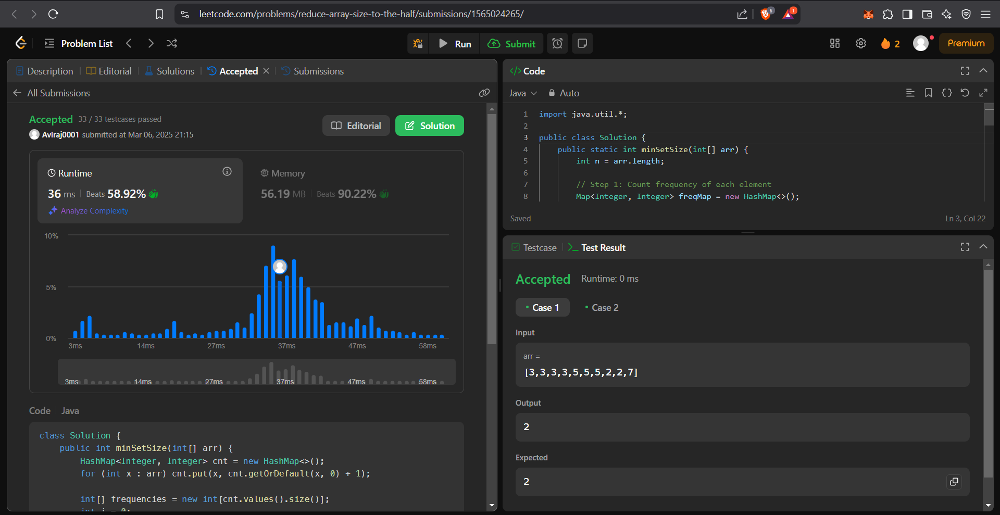 leetcode.com/problems/reduce-array-size-to-the-half/submissions/1565024265/
6
1
Problem List
Run
Submit
2
Premium
Description
Editorial
Solutions
Accepted
Submissions
All Submissions
Accepted 33 / 33 testcases passed
Aviraj0001 submitted at Mar 06, 2025 21:15
Editorial
Solution
Runtime
36 ms Beats 58.92%
Analyze Complexity
Memory
56.19 MB Beats 90.22%
10%
5%
0%
3ms 14ms 27ms 37ms 47ms 58ms
3ms 14ms 27ms 37ms 47ms 58ms
Code Java
class Solution {
    public int minSetSize(int[] arr) {
        HashMap<Integer, Integer> cnt = new HashMap<>();
        for (int x : arr) cnt.put(x, cnt.getOrDefault(x, 0) + 1);
        int[] frequencies = new int[cnt.values().size()];
        int i = 0;
</> Code
Java Auto
1 import java.util.*;
2
3 public class Solution {
4     public static int minSetSize(int[] arr) {
5         int n = arr.length;
6
7         // Step 1: Count frequency of each element
8         Map<Integer, Integer> freqMap = new HashMap<>();
Saved
Ln 3, Col 22
Testcase
Test Result
Accepted Runtime: 0 ms
Case 1
Case 2
Input
arr =
[3,3,3,3,5,5,5,2,2,7]
Output
2
Expected
2